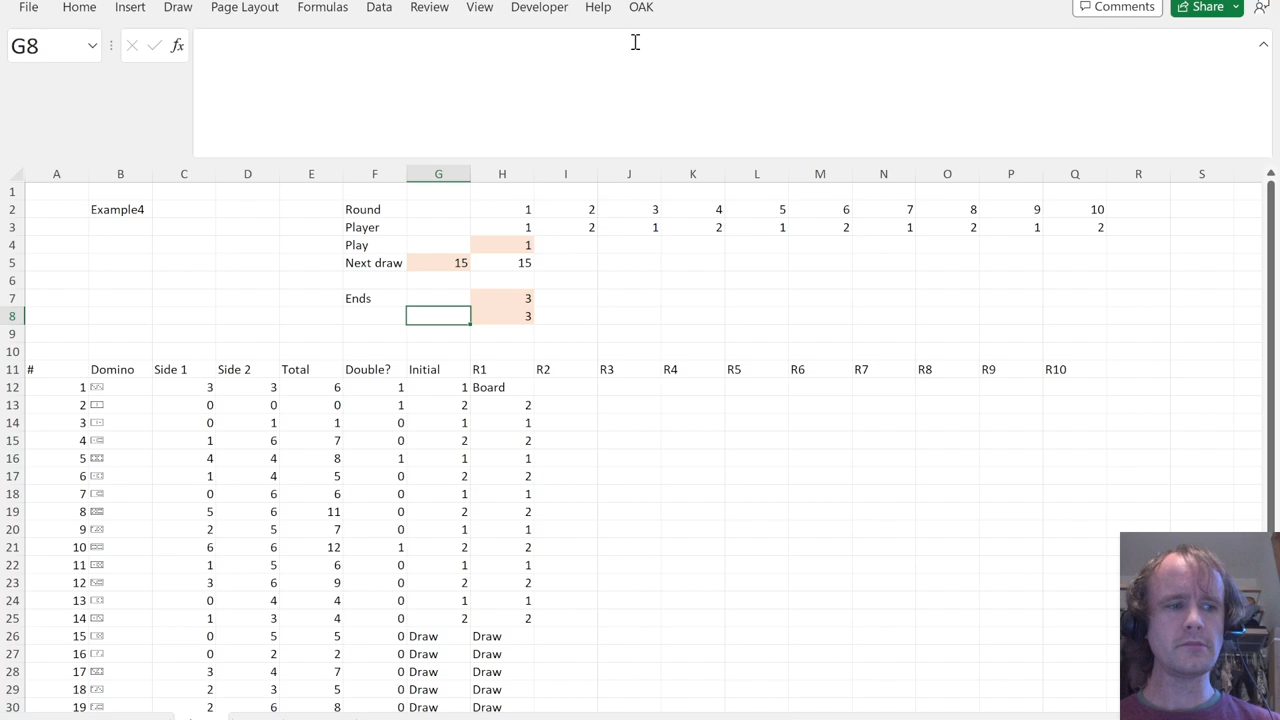 File Home Insert Draw Page Layout Formulas Data Review View Developer Help OAK Comments Share
G8 fx
A B C D E F G H I J K L M N O P Q R S
1
2 Example4 Round 1 2 3 4 5 6 7 8 9 10
3 Player 1 2 1 2 1 2 1 2 1 2
4 Play 1
5 Next draw 15 15
6
7 Ends 3
8 3
9
10
11 # Domino Side 1 Side 2 Total Double? Initial R1 R2 R3 R4 R5 R6 R7 R8 R9 R10
12 1 3 3 6 1 1 Board
13 2 0 0 0 1 2 2
14 3 0 1 1 0 1 1
15 4 1 6 7 0 2 2
16 5 4 4 8 1 1 1
17 6 1 4 5 0 2 2
18 7 0 6 6 0 1 1
19 8 5 6 11 0 2 2
20 9 2 5 7 0 1 1
21 10 6 6 12 1 2 2
22 11 1 5 6 0 1 1
23 12 3 6 9 0 2 2
24 13 0 4 4 0 1 1
25 14 1 3 4 0 2 2
26 15 0 5 5 0 Draw Draw
27 16 0 2 2 0 Draw Draw
28 17 3 4 7 0 Draw Draw
29 18 2 3 5 0 Draw Draw
30 19 2 6 8 0 Draw Draw